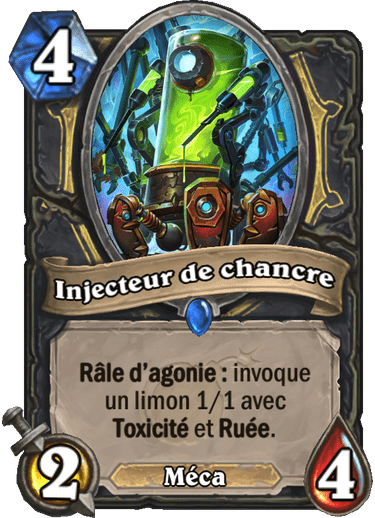 4
Injecteur de chancre
Râle d'agonie : invoque
un limon 1/1 avec
Toxicité et Ruée.
2
Méca
4